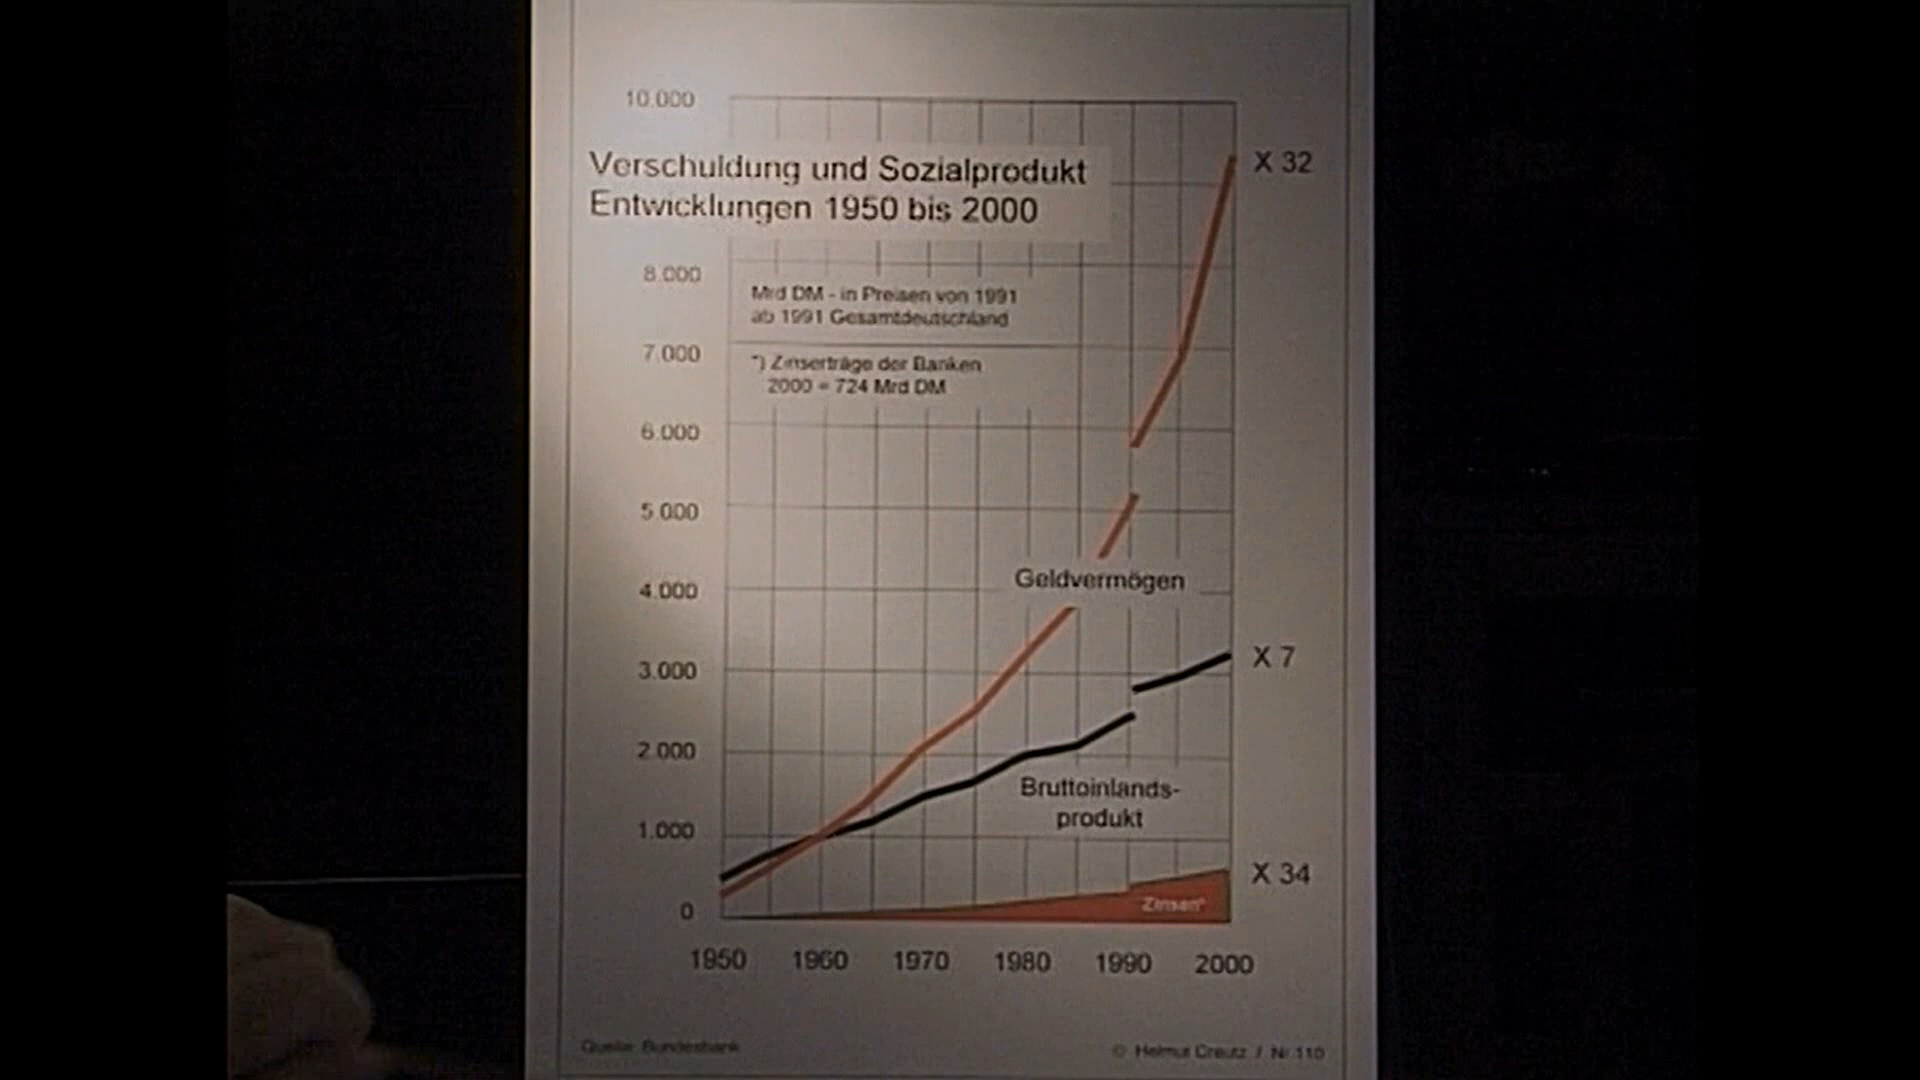 10.000
Verschuldung und Sozialprodukt
Entwicklungen 1950 bis 2000
X 32
8.000
Mrd DM - in Preisen von 1991
ab 1991 Gesamtdeutschland
7.000
*) Zinserträge der Banken
2000 = 724 Mrd DM
6.000
5.000
Geldvermögen
4.000
3.000
X 7
2.000
Bruttoinlands-
produkt
1.000
X 34
Zinsen*
0
1950 1960 1970 1980 1990 2000
Quelle: Bundesbank
© Helmut Creutz / Nr. 110